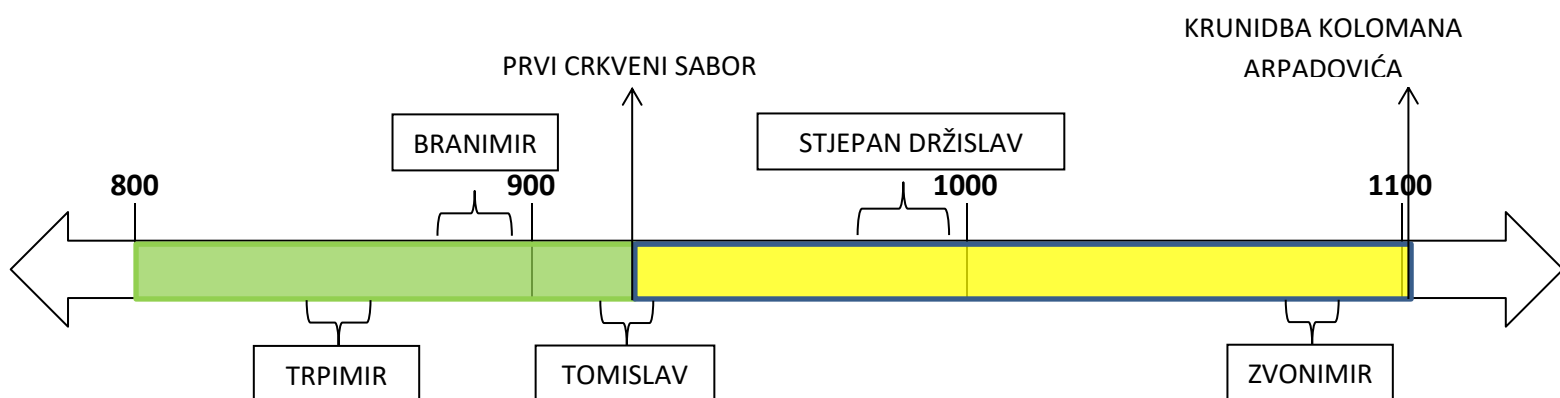 KRUNIDBA KOLOMANA
ARPADOVIĆA
PRVI CRKVENI SABOR
BRANIMIR
STJEPAN DRŽISLAV
800
900
1000
1100
TRPIMIR
TOMISLAV
ZVONIMIR